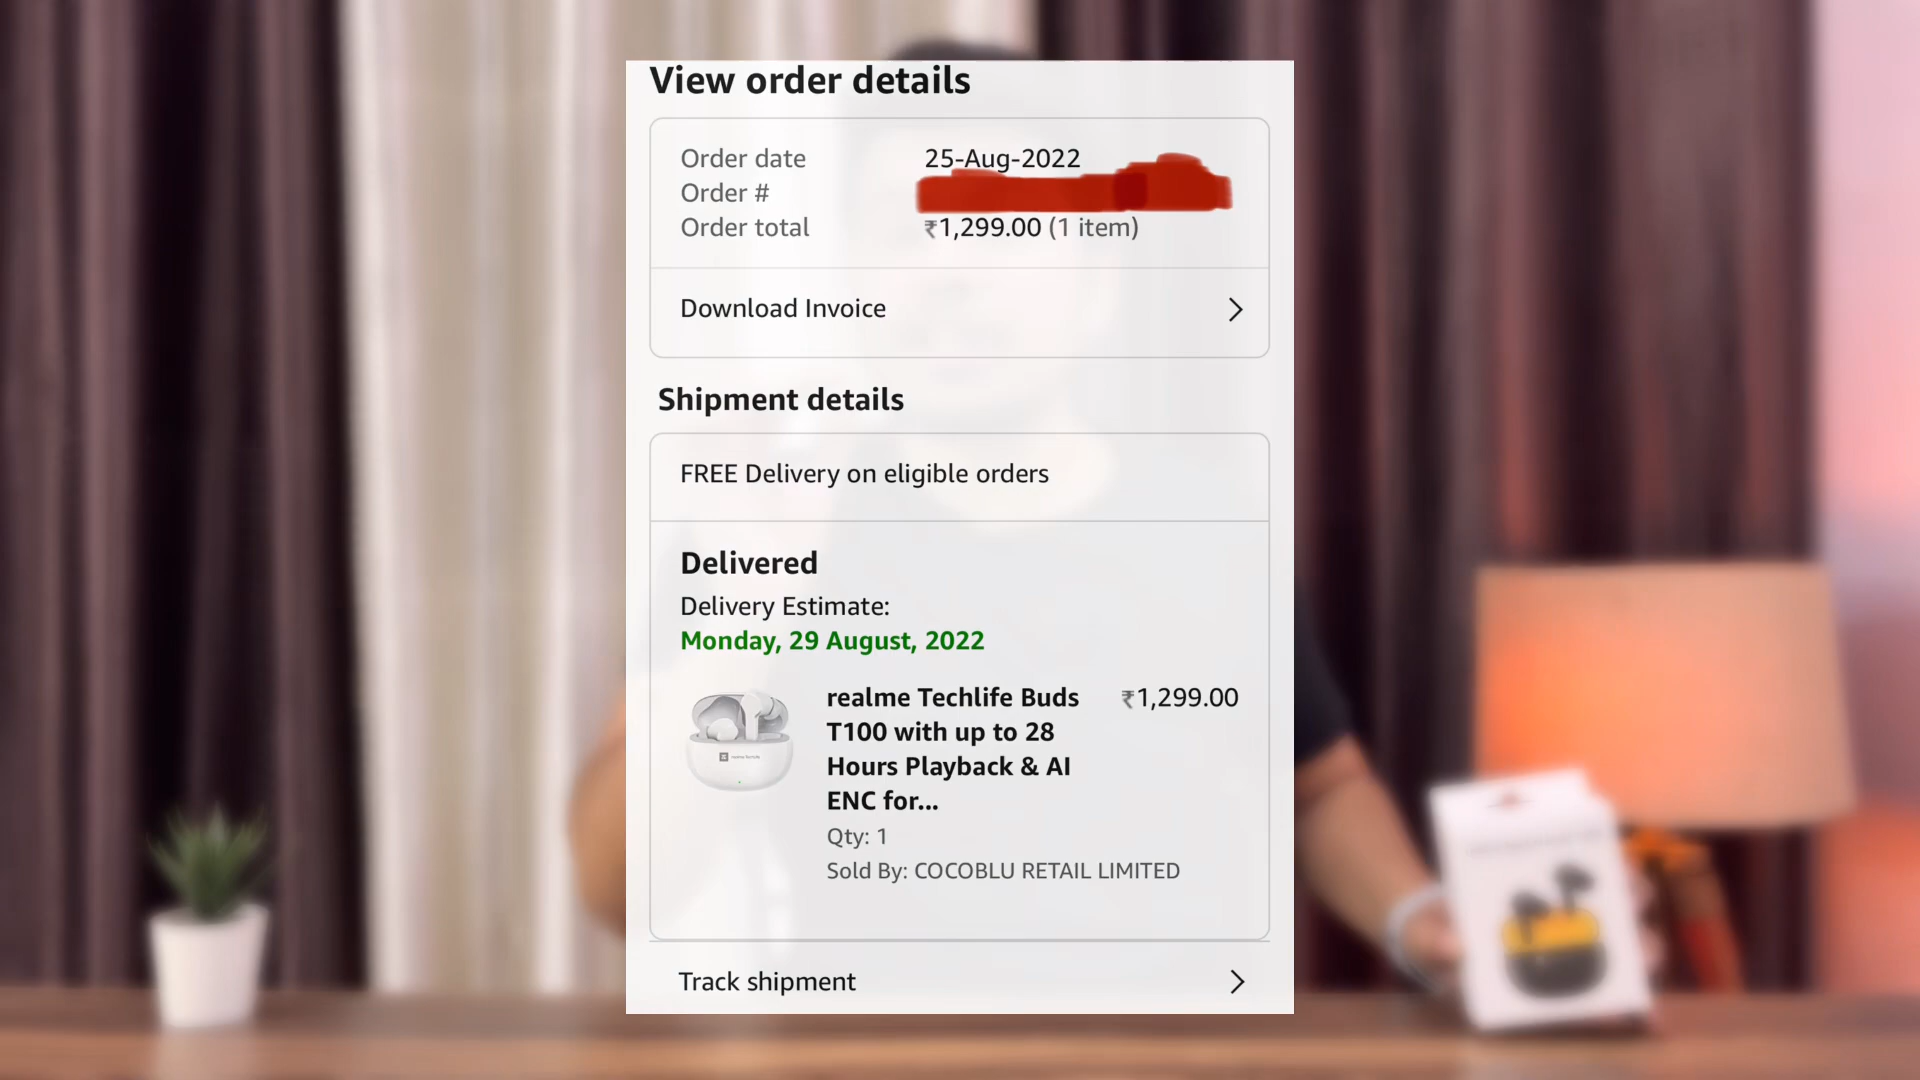 View order details
Order date 25-Aug-2022
Order #
Order total ₹1,299.00 (1 item)
Download Invoice
Shipment details
FREE Delivery on eligible orders
Delivered
Delivery Estimate:
Monday, 29 August, 2022
realme Techlife Buds ₹1,299.00
T100 with up to 28
Hours Playback & AI
ENC for...
Qty: 1
Sold By: COCOBLU RETAIL LIMITED
Track shipment